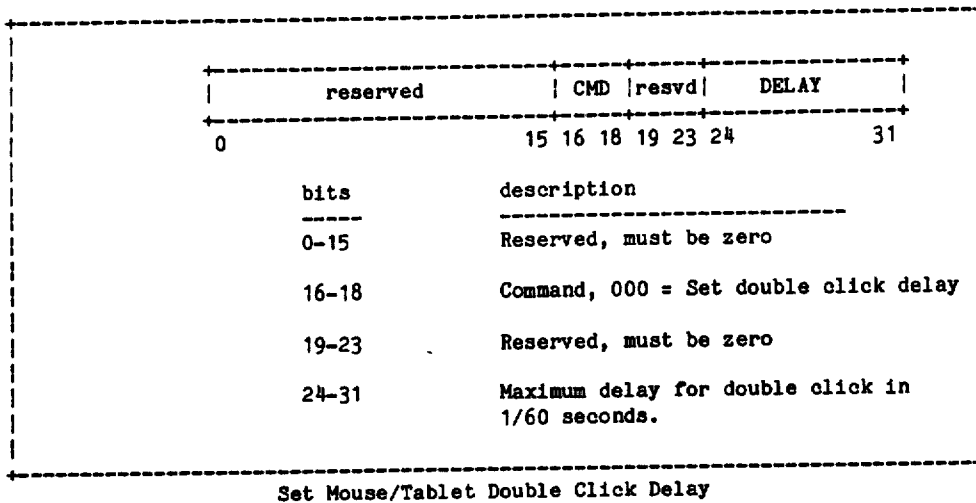 reserved | CMD |resvd| DELAY
0 15 16 18 19 23 24 31
bits description
0-15 Reserved, must be zero
16-18 Command, 000 = Set double click delay
19-23 Reserved, must be zero
24-31 Maximum delay for double click in
1/60 seconds.
Set Mouse/Tablet Double Click Delay